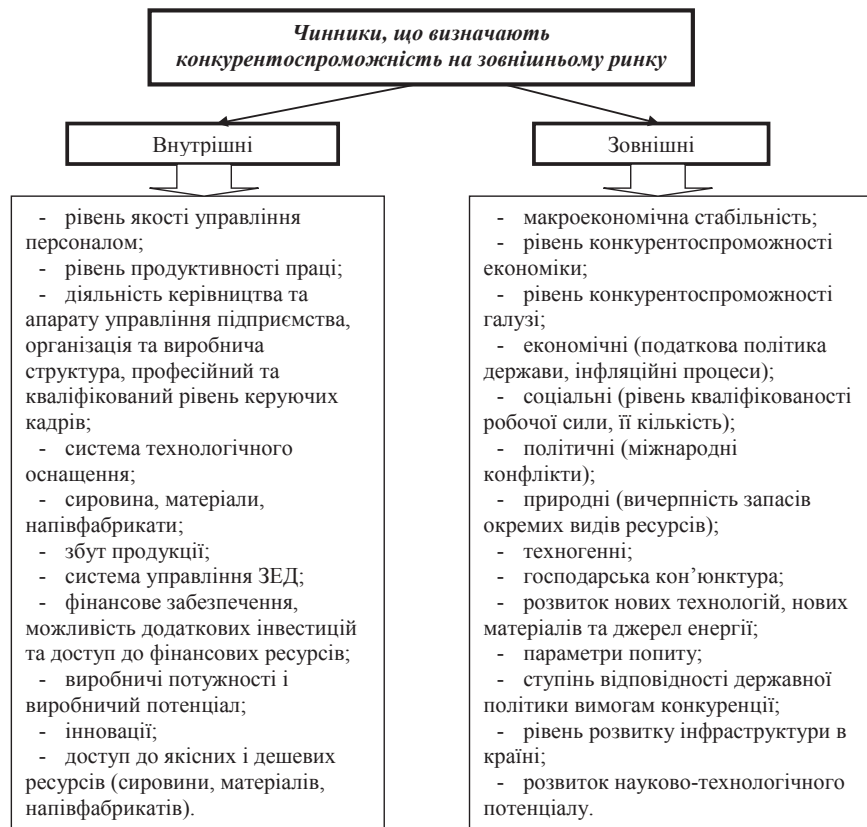 Чинники, що визначають
конкурентоспроможність на зовнішньому ринку
Внутрішні
- рівень якості управління
персоналом;
- рівень продуктивності праці;
- діяльність керівництва та
апарату управління підприємства,
організація та виробнича
структура, професійний та
кваліфікований рівень керуючих
кадрів;
- система технологічного
оснащення;
- сировина, матеріали,
напівфабрикати;
- збут продукції;
- система управління ЗЕД;
- фінансове забезпечення,
можливість додаткових інвестицій
та доступ до фінансових ресурсів;
- виробничі потужності і
виробничий потенціал;
- інновації;
- доступ до якісних і дешевих
ресурсів (сировини, матеріалів,
напівфабрикатів).
Зовнішні
- макроекономічна стабільність;
- рівень конкурентоспроможності
економіки;
- рівень конкурентоспроможності
галузі;
- економічні (податкова політика
держави, інфляційні процеси);
- соціальні (рівень кваліфікованості
робочої сили, її кількість);
- політичні (міжнародні
конфлікти);
- природні (вичерпність запасів
окремих видів ресурсів);
- техногенні;
- господарська кон’юнктура;
- розвиток нових технологій, нових
матеріалів та джерел енергії;
- параметри попиту;
- ступінь відповідності державної
політики вимогам конкуренції;
- рівень розвитку інфраструктури в
країні;
- розвиток науково-технологічного
потенціалу.